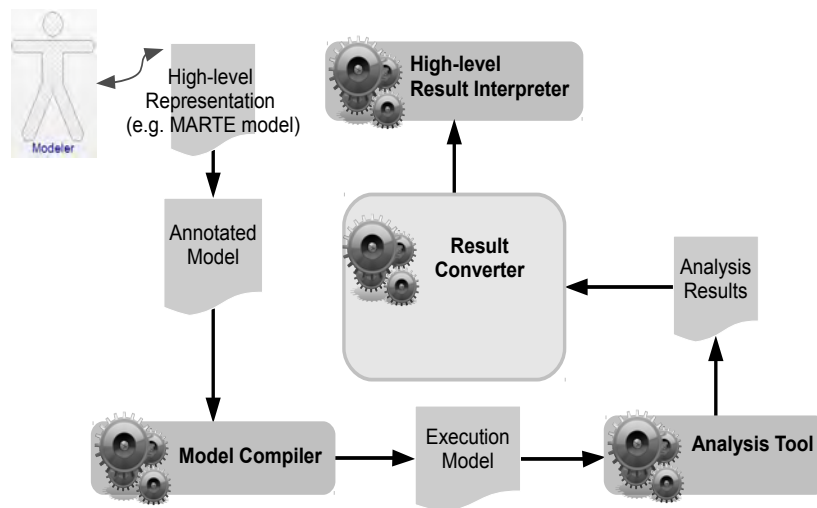 Modeler
High-level
Representation
(e.g. MARTE model)
Annotated
Model
Model Compiler
Execution
Model
Analysis Tool
Analysis
Results
Result
Converter
High-level
Result Interpreter